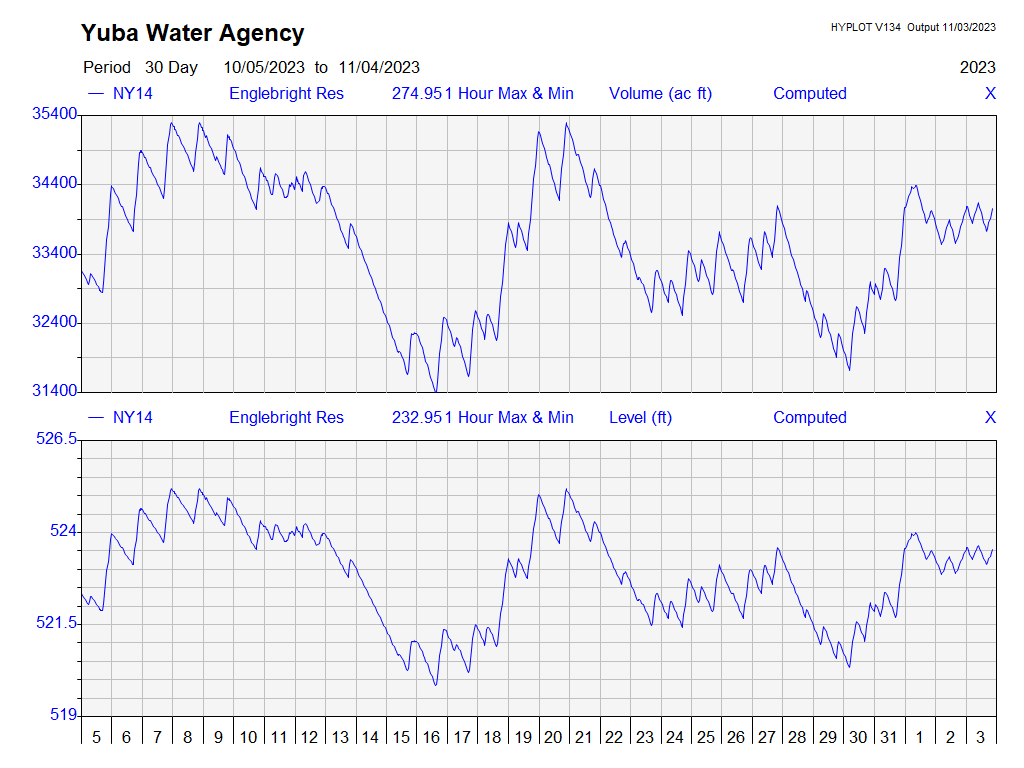 Yuba Water Agency
HYPLOT V134 Output 11/03/2023
Period 30 Day 10/05/2023 to 11/04/2023 2023
— NY14 Englebright Res 274.951 Hour Max & Min Volume (ac ft) Computed X
35400
34400
33400
32400
31400
— NY14 Englebright Res 232.951 Hour Max & Min Level (ft) Computed X
526.5
524
521.5
519
5 6 7 8 9 10 11 12 13 14 15 16 17 18 19 20 21 22 23 24 25 26 27 28 29 30 31 1 2 3